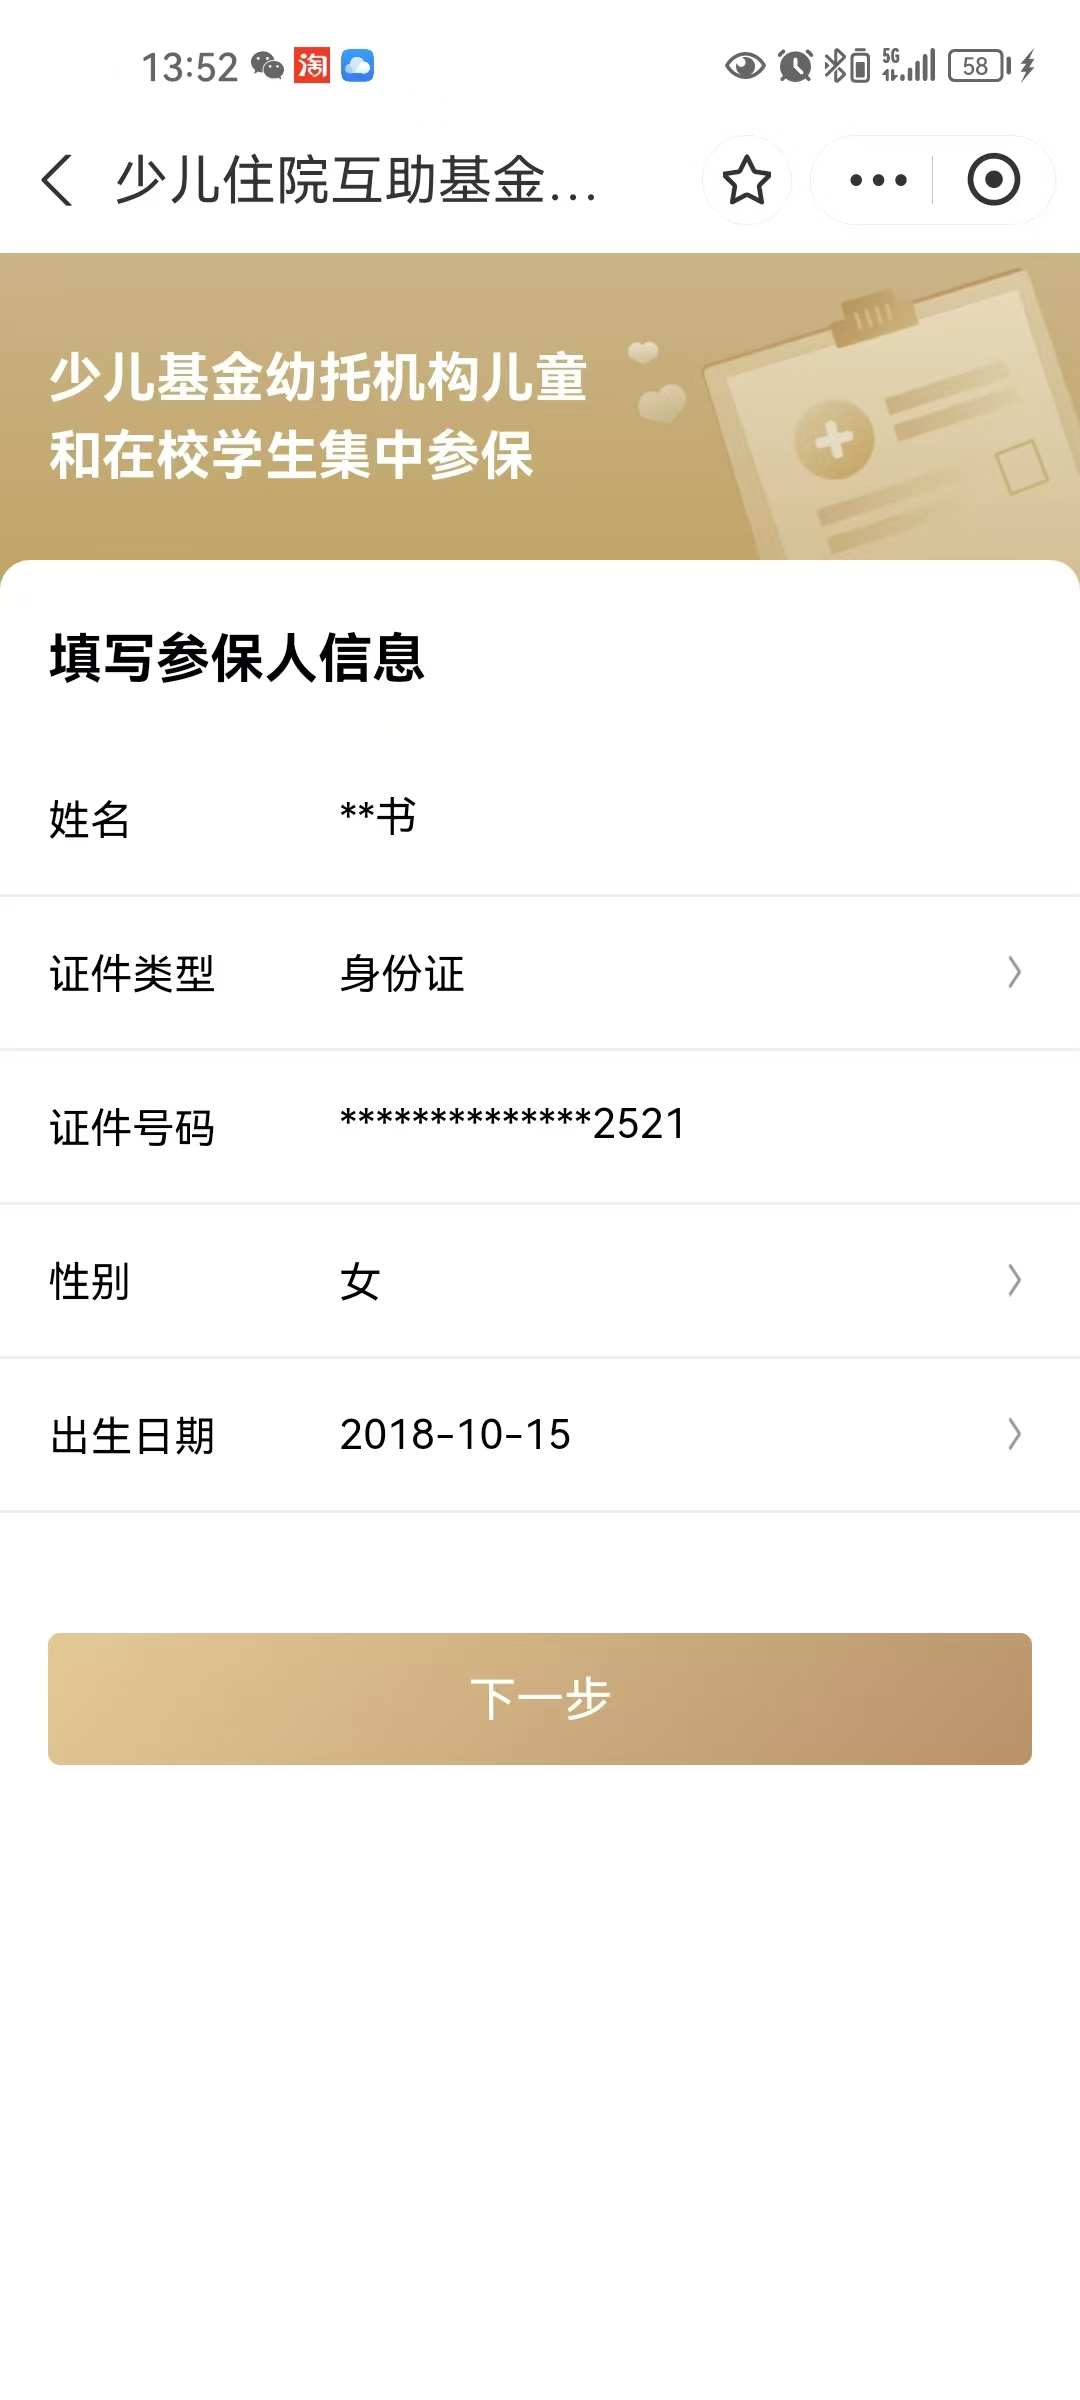 13:52 淘 5G 58
少儿住院互助基金...
少儿基金幼托机构儿童
和在校学生集中参保
填写参保人信息
姓名 **书
证件类型 身份证
证件号码 **************2521
性别 女
出生日期 2018-10-15
下一步